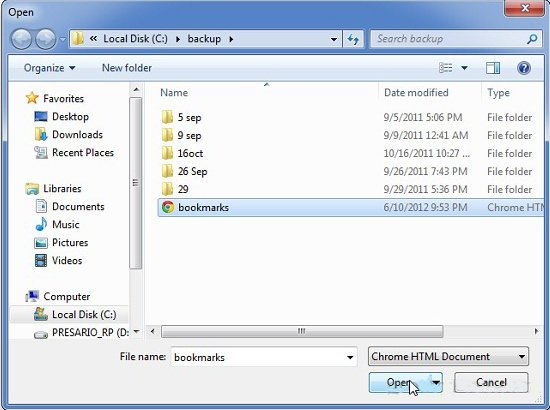 Open
« Local Disk (C:) ▸ backup ▸ Search backup
Organize New folder
Name Date modified Type
Favorites
Desktop
Downloads
Recent Places
Libraries
Documents
Music
Pictures
Videos
Computer
Local Disk (C:)
PRESARIO_RP (D:
5 sep 9/5/2011 5:06 PM File folder
9 sep 9/9/2011 12:41 AM File folder
16oct 10/16/2011 10:27 ... File folder
26 Sep 9/26/2011 7:43 PM File folder
29 9/29/2011 5:36 PM File folder
bookmarks 6/10/2012 9:53 PM Chrome HTM
File name: bookmarks Chrome HTML Document
Open Cancel